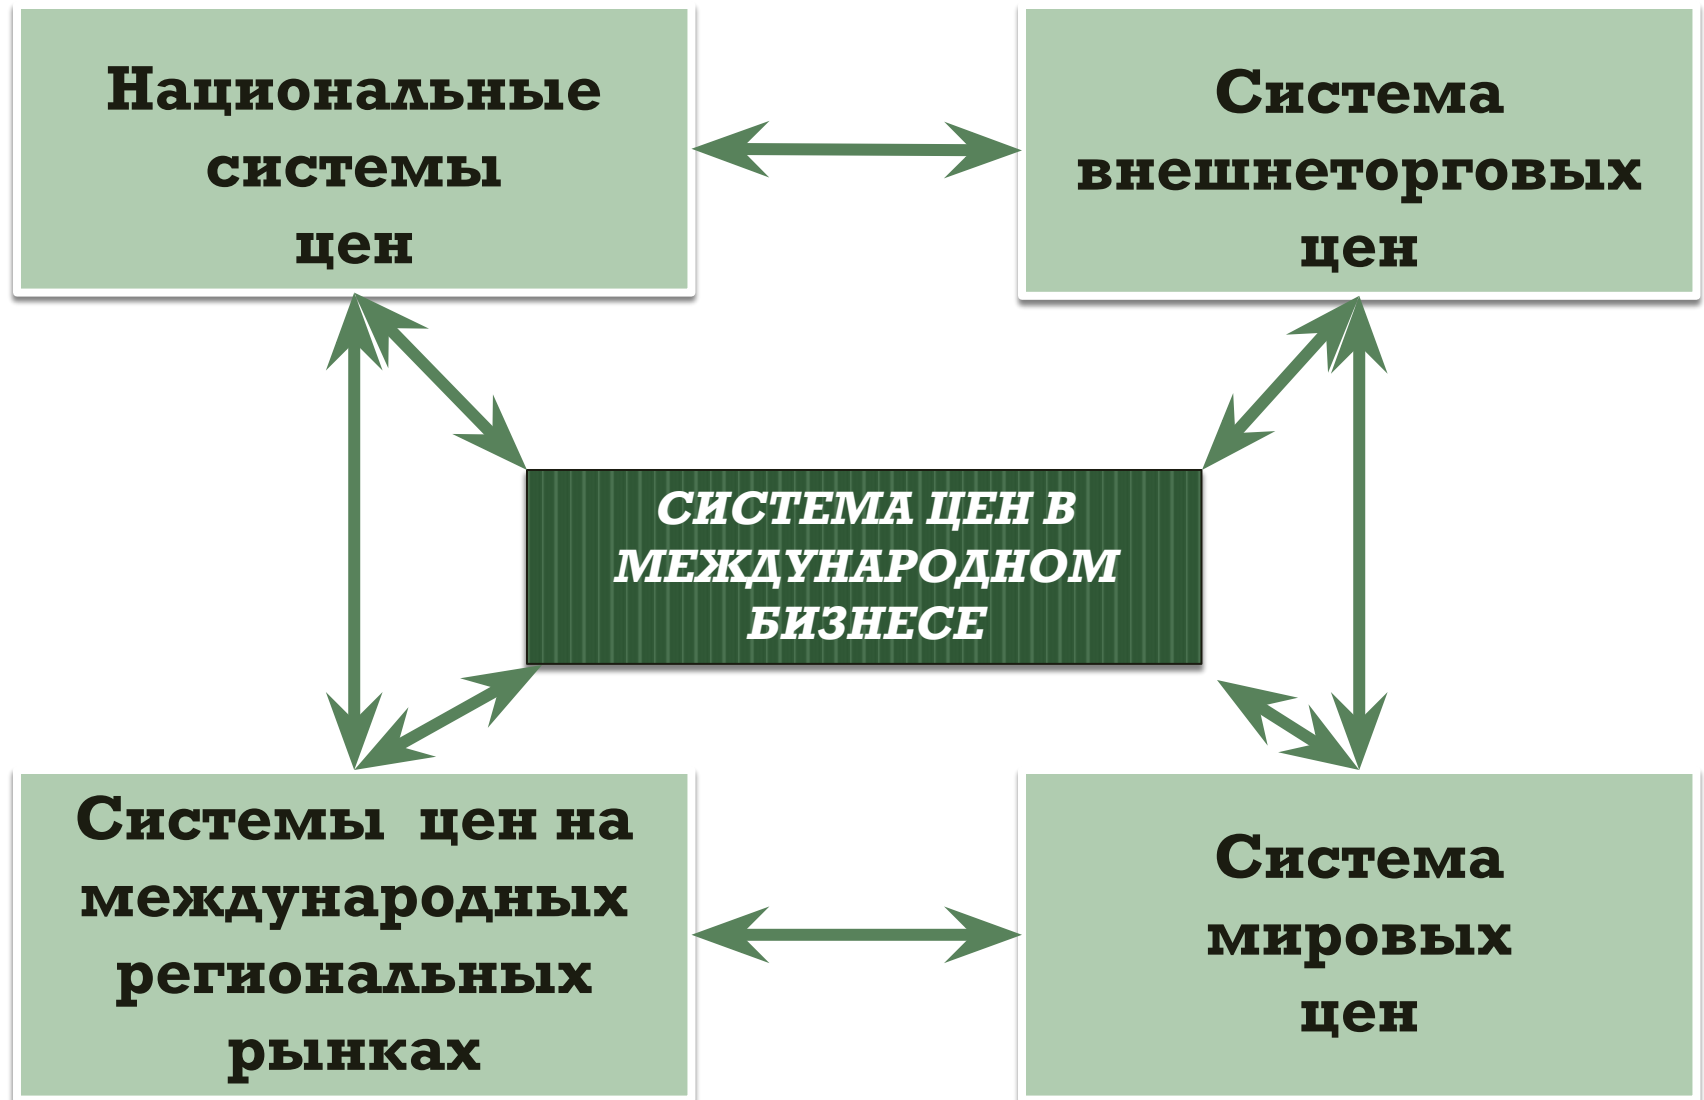 Национальные
системы
цен
Система
внешнеторговых
цен
СИСТЕМА ЦЕН В
МЕЖДУНАРОДНОМ
БИЗНЕСЕ
Системы цен на
международных
региональных
рынках
Система
мировых
цен